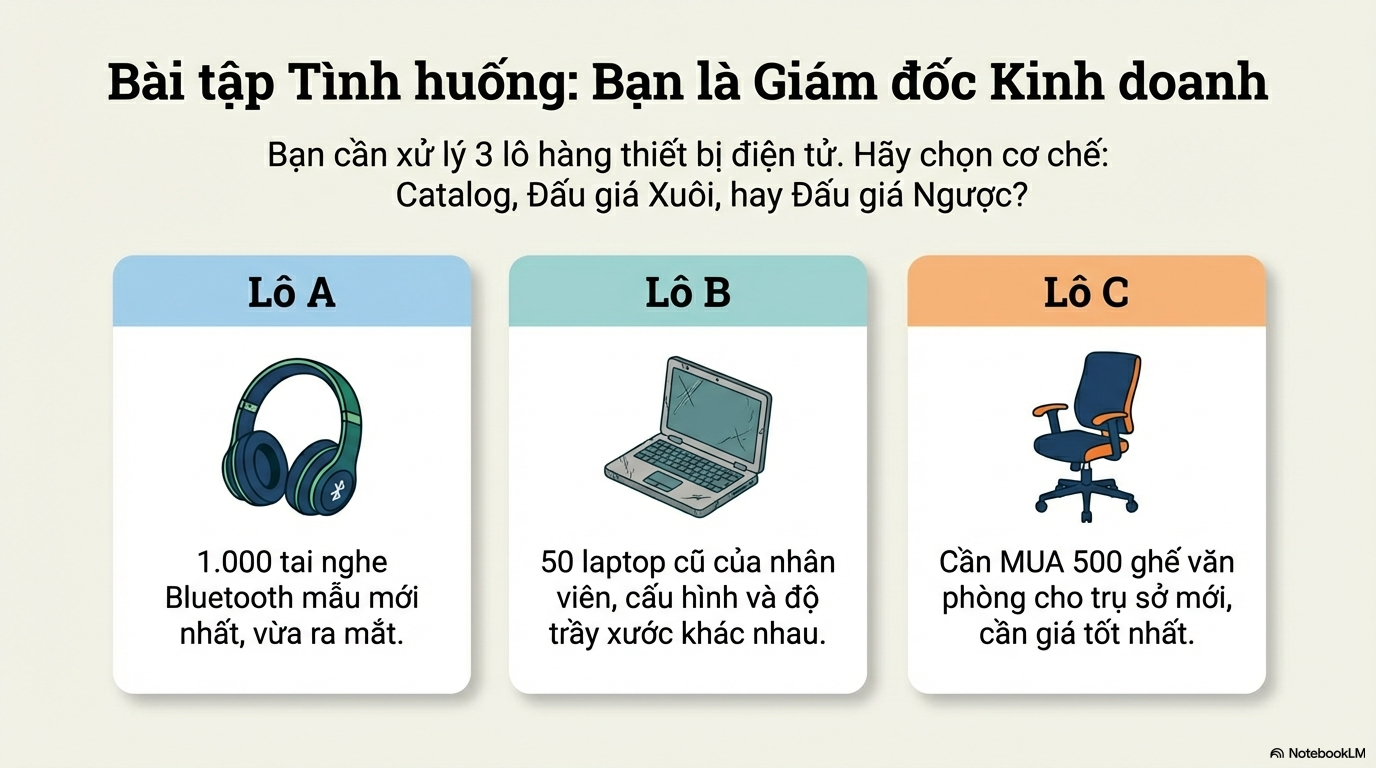 Bài tập Tình huống: Bạn là Giám đốc Kinh doanh
Bạn cần xử lý 3 lô hàng thiết bị điện tử. Hãy chọn cơ chế:
Catalog, Đấu giá Xuôi, hay Đấu giá Ngược?
Lô A
1.000 tai nghe
Bluetooth mẫu mới
nhất, vừa ra mắt.
Lô B
50 laptop cũ của nhân
viên, cấu hình và độ
trầy xước khác nhau.
Lô C
Cần MUA 500 ghế văn
phòng cho trụ sở mới,
cần giá tốt nhất.
NotebookLM